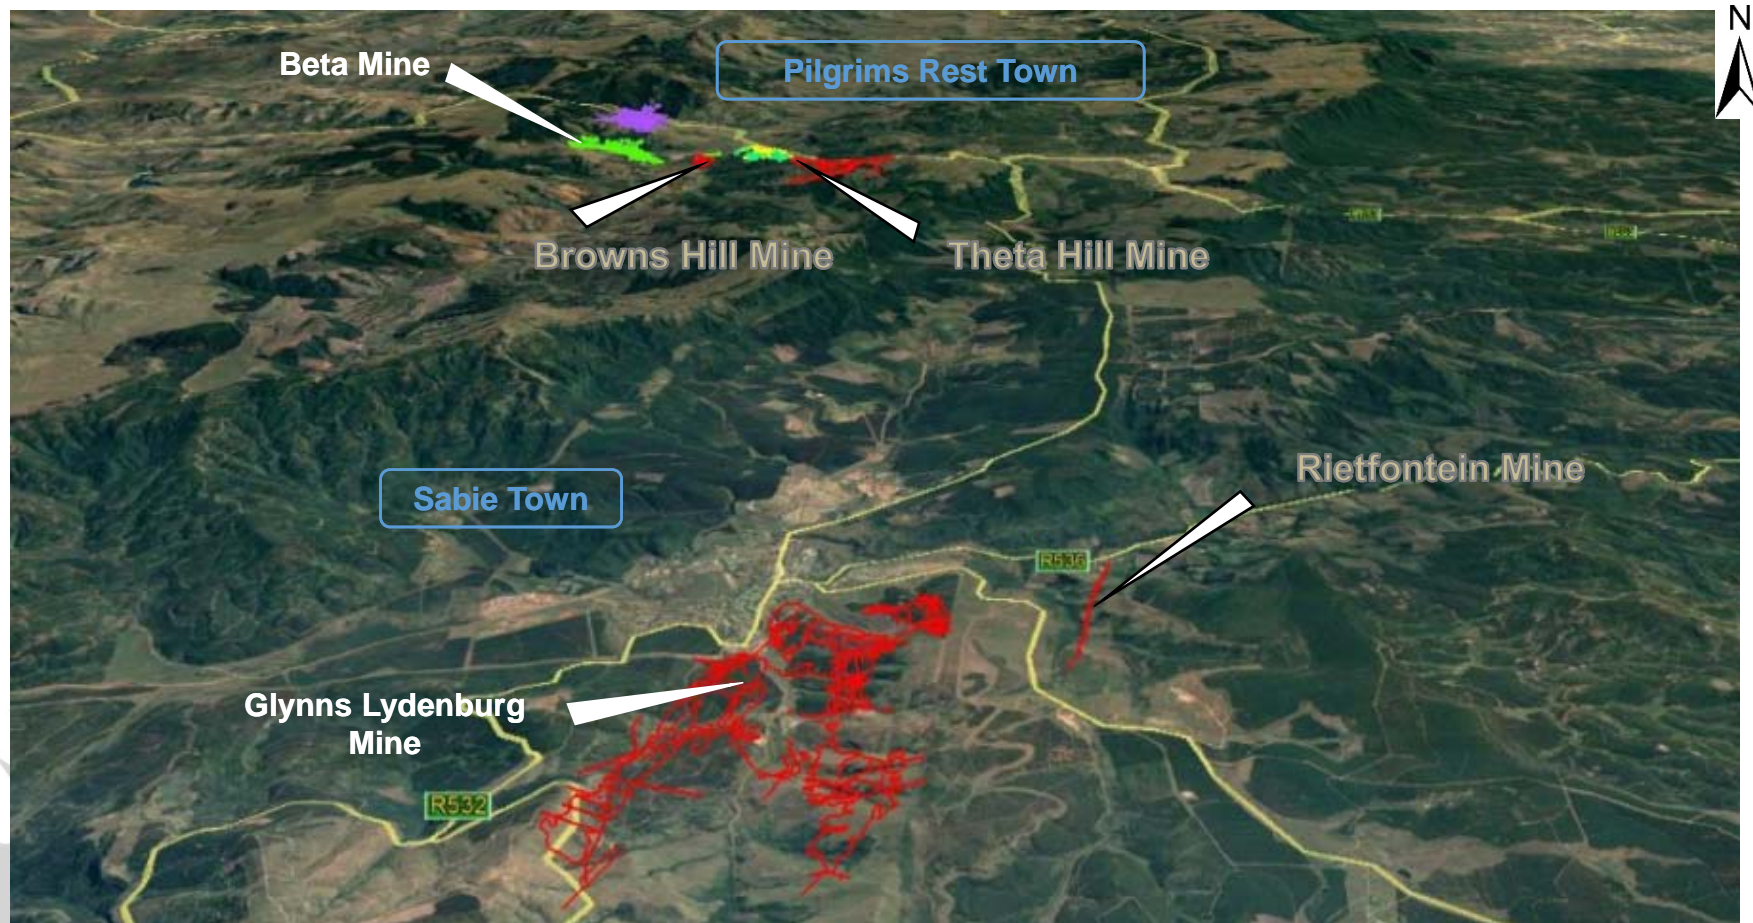 N
Beta Mine
Pilgrims Rest Town
Browns Hill Mine
Theta Hill Mine
Rietfontein Mine
Sabie Town
R536
Glynns Lydenburg
Mine
R532